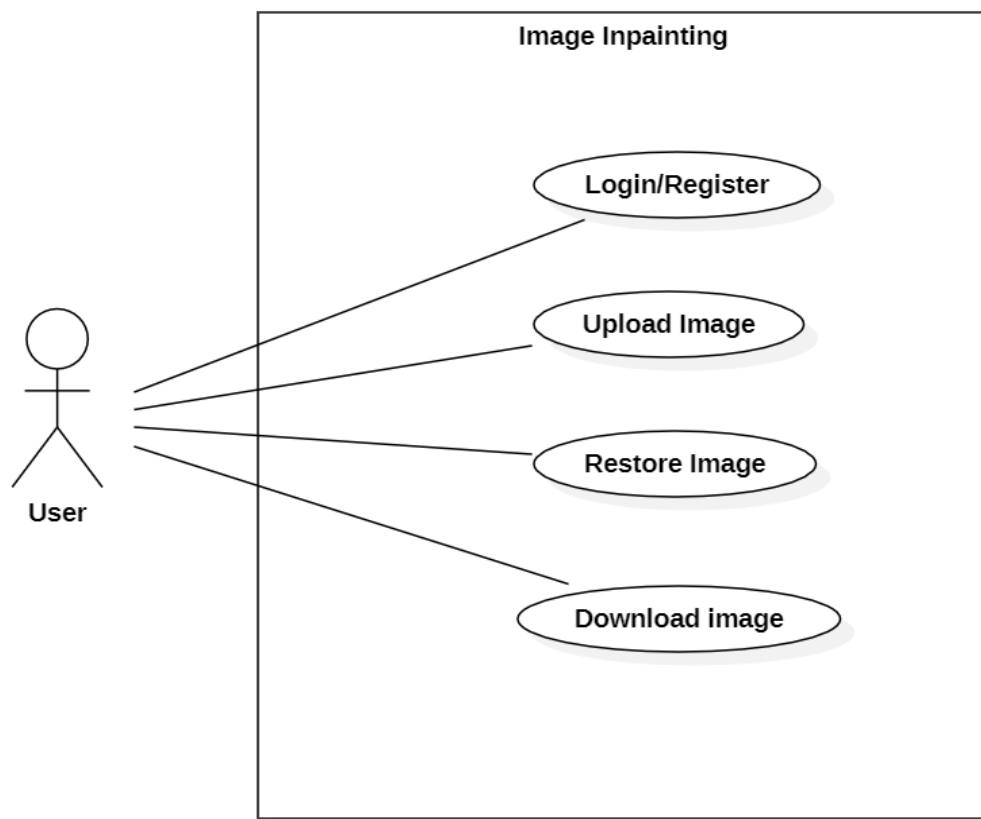 Image Inpainting
Login/Register
Upload Image
Restore Image
User
Download image